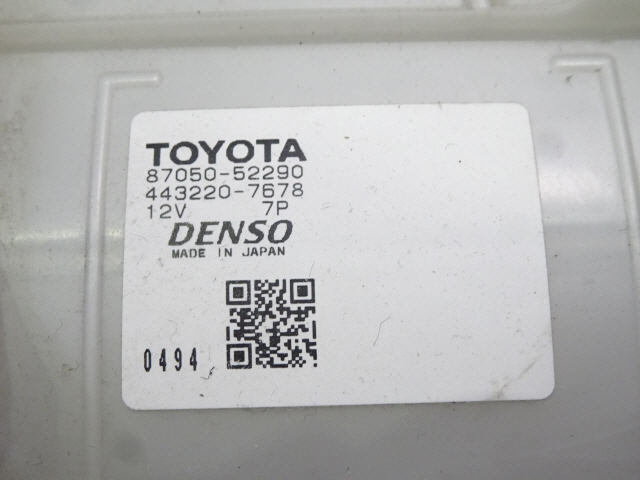 TOYOTA
87050-52290
443220-7678
12V 7P
DENSO
MADE IN JAPAN
0494